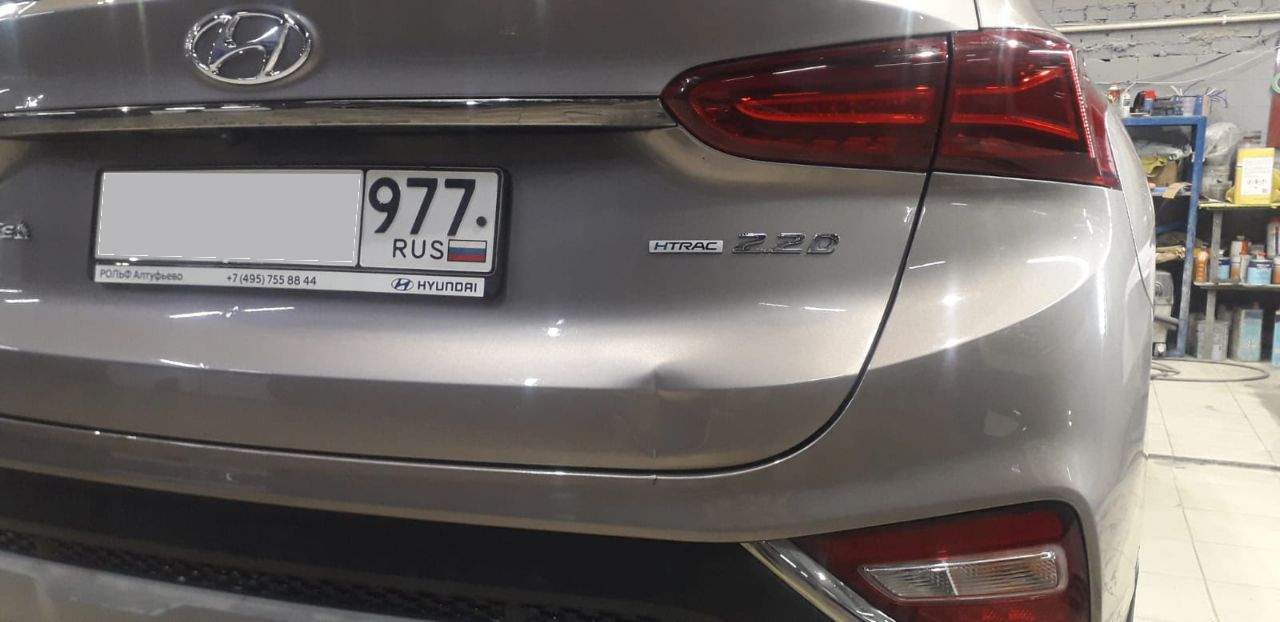 977
RUS
РОЛЬФ Алтуфьево +7 (495) 755 88 44 HYUNDAI
HTRAC 2.2D